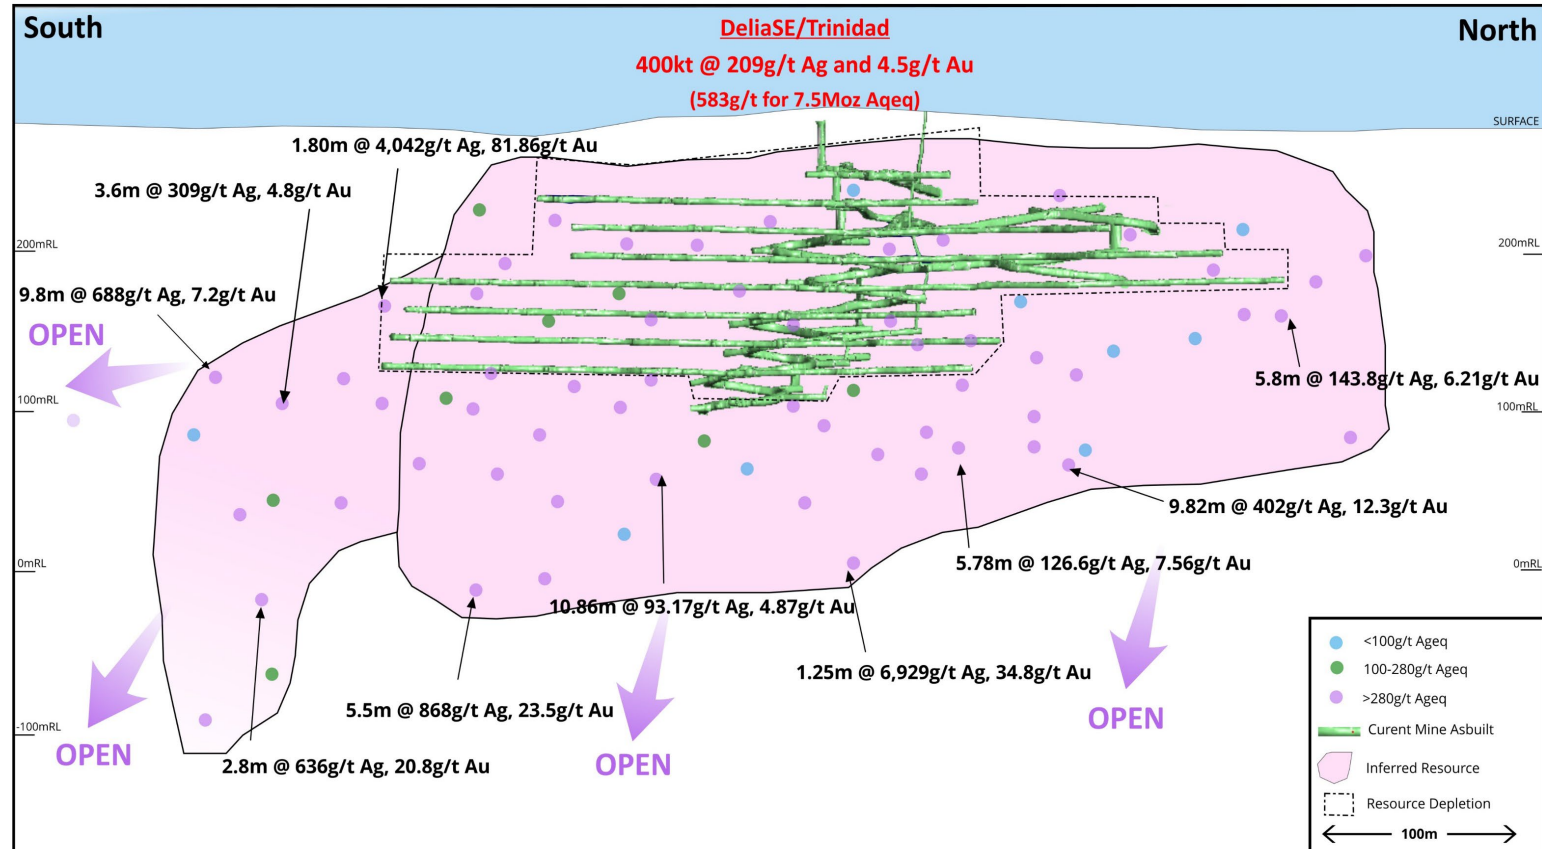 South
DeliaSE/Trinidad
North
400kt @ 209g/t Ag and 4.5g/t Au
(583g/t for 7.5Moz Aqeq)
SURFACE
1.80m @ 4,042g/t Ag, 81.86g/t Au
3.6m @ 309g/t Ag, 4.8g/t Au
200mRL
200mRL
9.8m @ 688g/t Ag, 7.2g/t Au
OPEN
5.8m @ 143.8g/t Ag, 6.21g/t Au
100mRL
100mRL
9.82m @ 402g/t Ag, 12.3g/t Au
0mRL
5.78m @ 126.6g/t Ag, 7.56g/t Au
0mRL
10.86m @ 93.17g/t Ag, 4.87g/t Au
1.25m @ 6,929g/t Ag, 34.8g/t Au
5.5m @ 868g/t Ag, 23.5g/t Au
OPEN
-100mRL
OPEN
OPEN
2.8m @ 636g/t Ag, 20.8g/t Au
<100g/t Ageq
100-280g/t Ageq
>280g/t Ageq
Curent Mine Asbuilt
Inferred Resource
Resource Depletion
100m